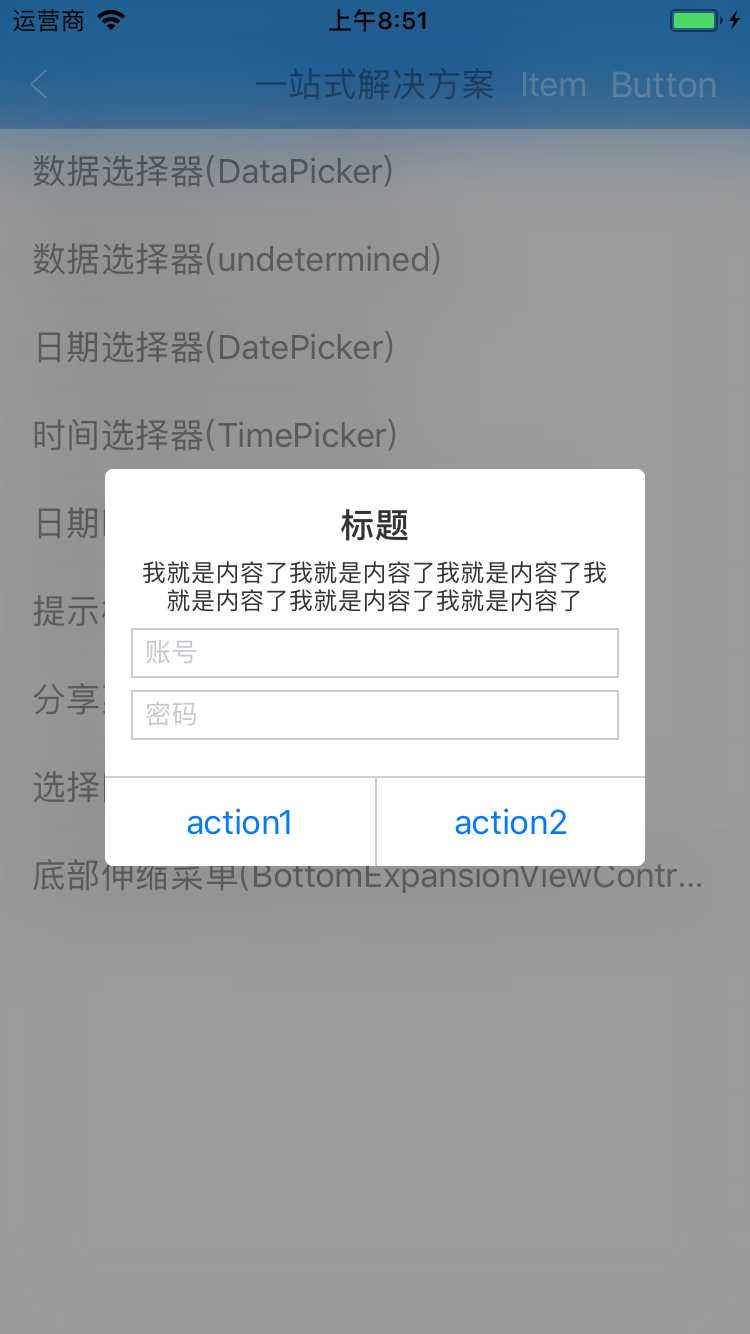 运营商 上午8:51
一站式解决方案 Item Button
数据选择器(DataPicker)
数据选择器(undetermined)
日期选择器(DatePicker)
时间选择器(TimePicker)
日期
提示
分享
选择
标题
我就是内容了我就是内容了我就是内容了我
就是内容了我就是内容了我就是内容了
账号
密码
action1 action2
底部伸缩菜单(BottomExpansionViewContr...